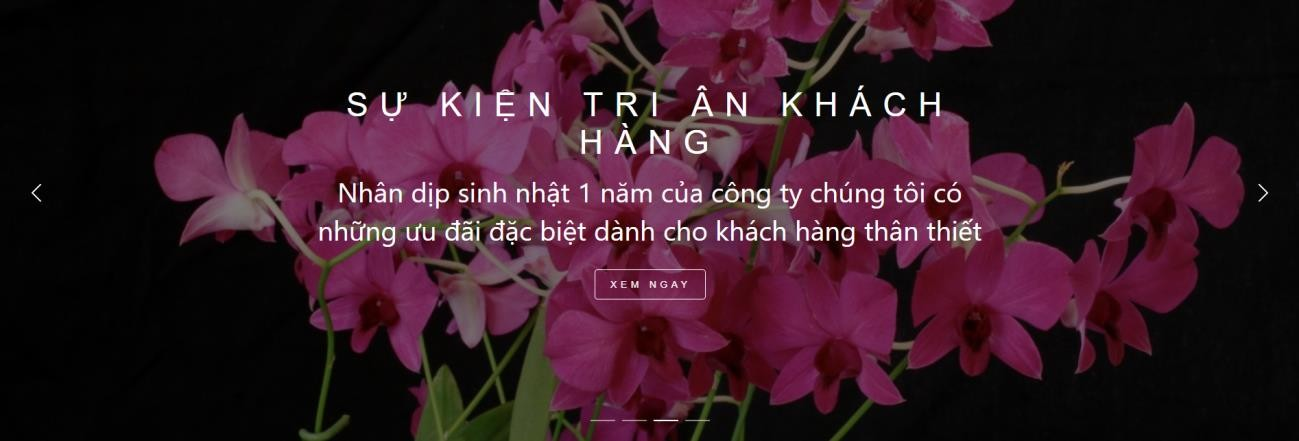 SỰ KIỆN TRI ÂN KHÁCH
HÀNG
Nhân dịp sinh nhật 1 năm của công ty chúng tôi có
những ưu đãi đặc biệt dành cho khách hàng thân thiết
XEM NGAY